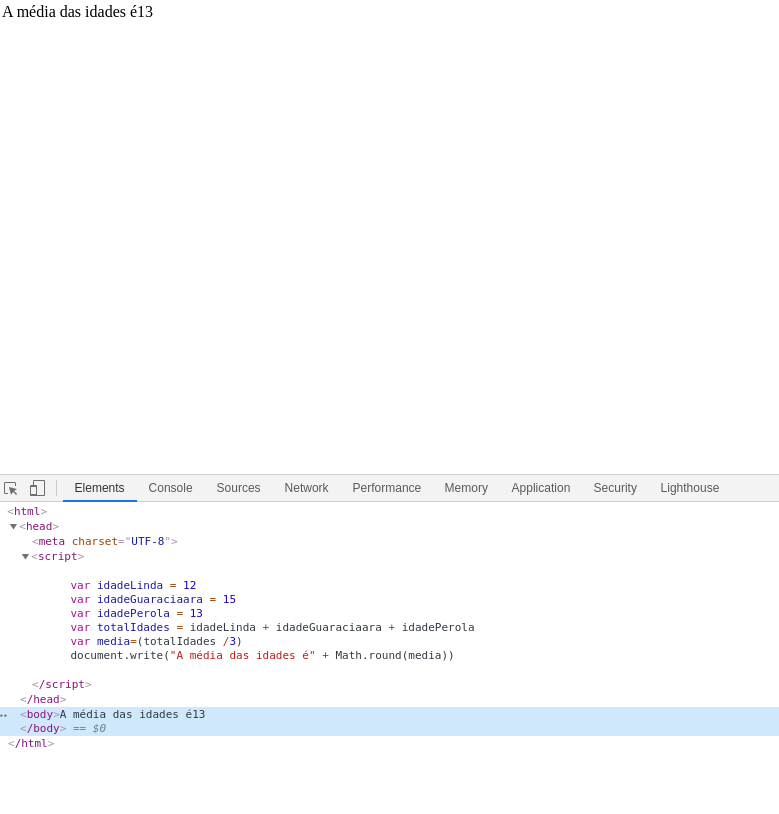 A média das idades é13
Elements Console Sources Network Performance Memory Application Security Lighthouse
<html>
<head>
<meta charset="UTF-8">
<script>
var idadeLinda = 12
var idadeGuaraciaara = 15
var idadePerola = 13
var totalIdades = idadeLinda + idadeGuaraciaara + idadePerola
var media=(totalIdades /3)
document.write("A média das idades é" + Math.round(media))
</script>
</head>
<body>A média das idades é13
</body> == $0
</html>